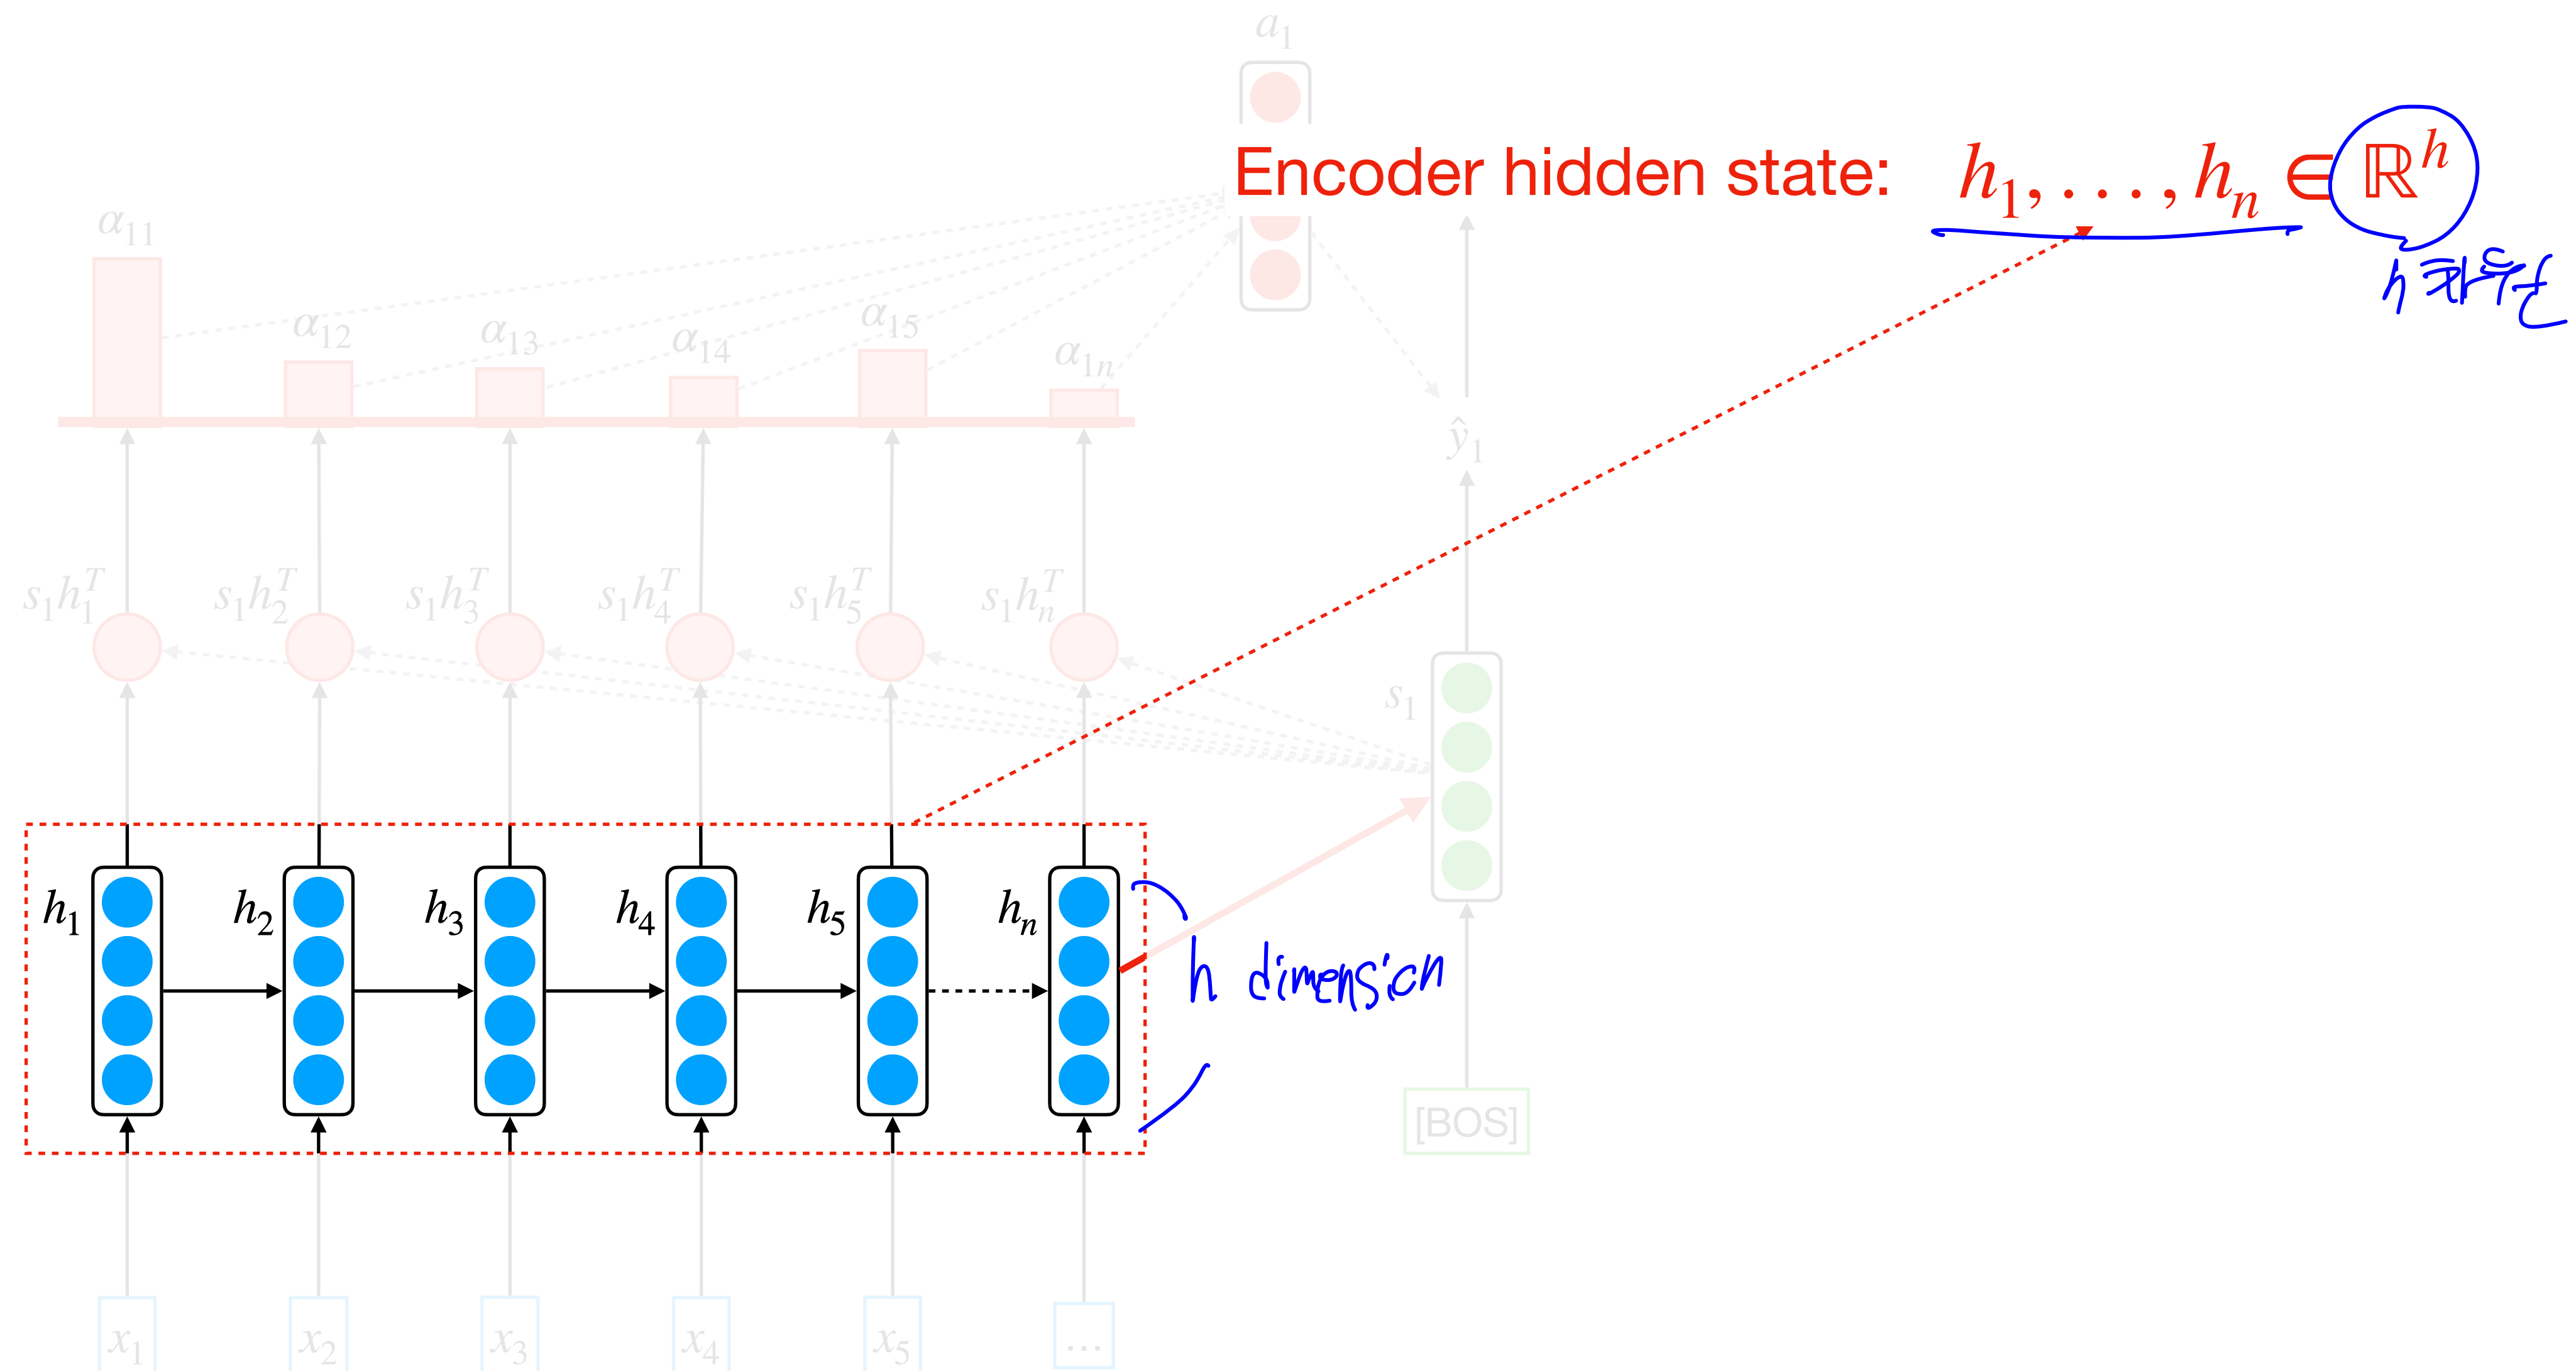 a₁
Encoder hidden state: h₁, . . . , hₙ ∈ ℝʰ
h 차원
α₁₁
α₁₂ α₁₃ α₁₄ α₁₅ α₁ₙ
ŷ₁
s₁h₁ᵀ s₁h₂ᵀ s₁h₃ᵀ s₁h₄ᵀ s₁h₅ᵀ s₁hₙᵀ
s₁
h₁ h₂ h₃ h₄ h₅ hₙ
h dimension
[BOS]
x₁ x₂ x₃ x₄ x₅ ...